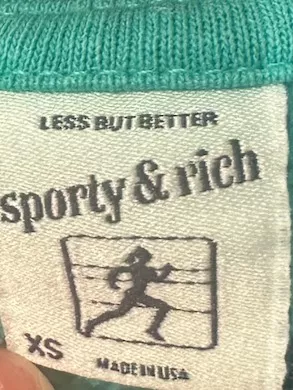 LESS BUT BETTER
sporty & rich
XS
MADE IN USA